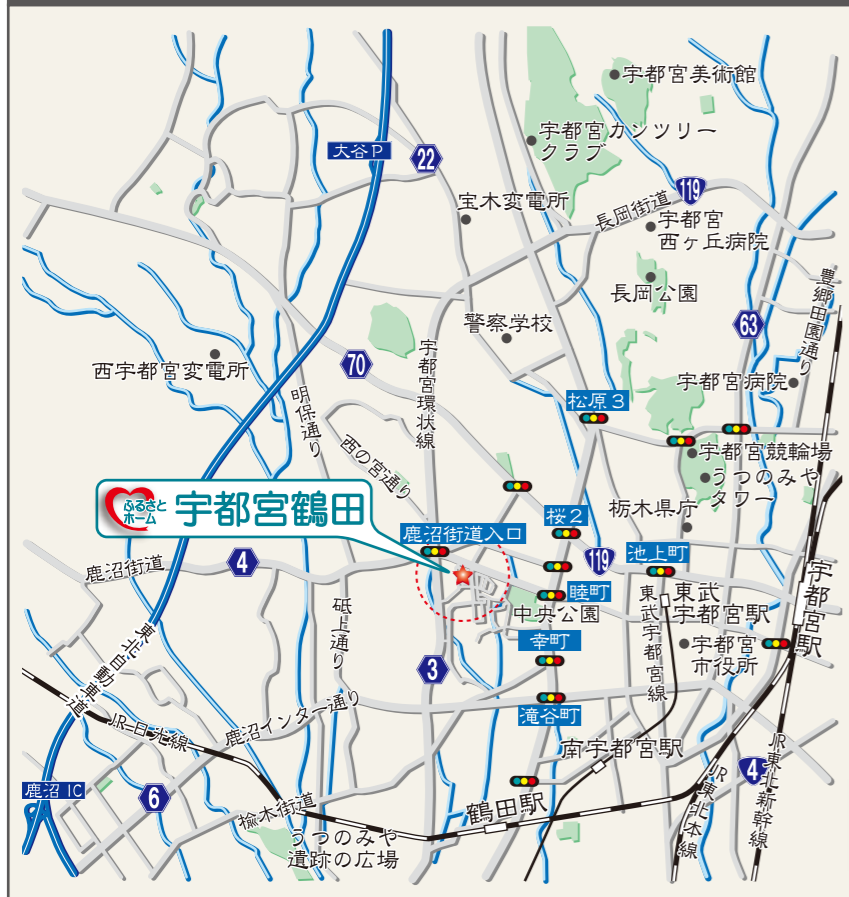 宇都宮美術館
宇都宮カンツリー
クラブ
大谷P
22
119
宝木変電所
長岡街道
宇都宮
西ヶ丘病院
長岡公園
豊郷田園通り
63
警察学校
宇都宮環状線
70
西宇都宮変電所
明保通り
宇都宮病院
松原3
西の宮通り
宇都宮競輪場
うつのみや
タワー
ふるさと
ホーム
宇都宮鶴田
栃木県庁
鹿沼街道入口
桜2
119
池上町
鹿沼街道
4
睦町
東武
宇都宮駅
宇都宮駅
中央公園
砥上通り
東武宇都宮線
宇都宮
市役所
幸町
3
東北自動車道
滝谷町
鹿沼インター通り
JR日光線
南宇都宮駅
JR東北新幹線
4
JR東北本線
鹿沼IC
6
楡木街道
鶴田駅
うつのみや
遺跡の広場